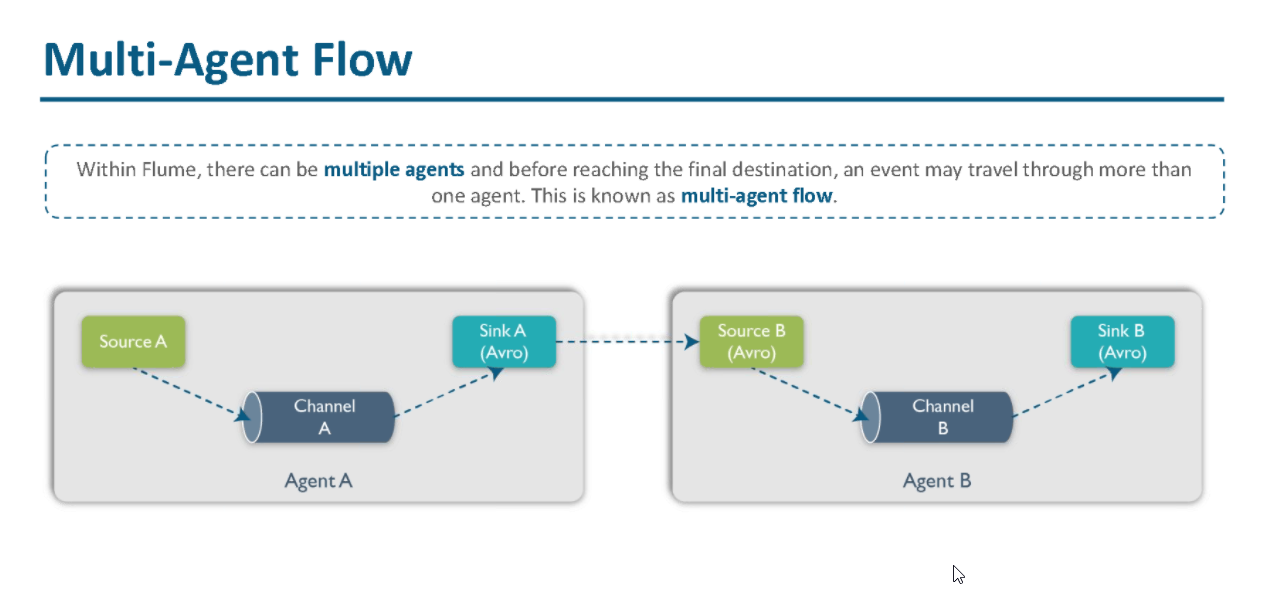 Multi-Agent Flow
Within Flume, there can be multiple agents and before reaching the final destination, an event may travel through more than
one agent. This is known as multi-agent flow.
Source A
Sink A
(Avro)
Channel
A
Agent A
Source B
(Avro)
Sink B
(Avro)
Channel
B
Agent B